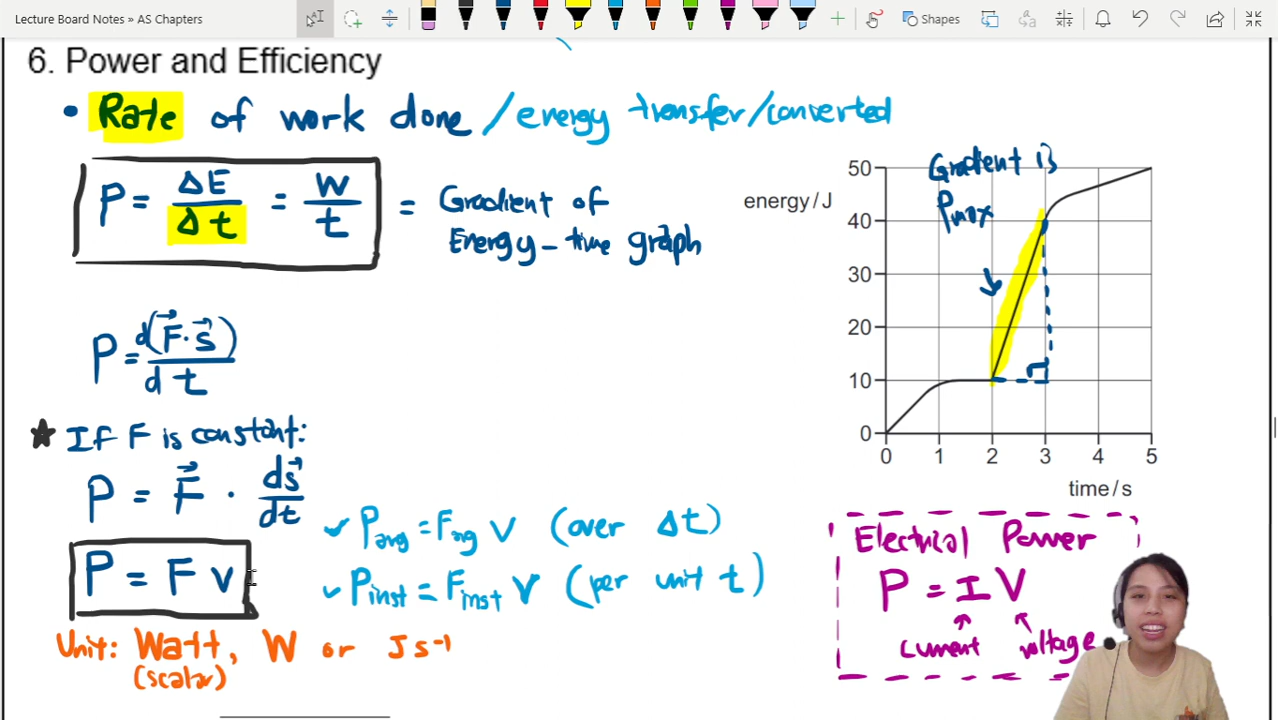 Lecture Board Notes » AS Chapters
Shapes
6. Power and Efficiency
• Rate of work done / energy transfer/converted
P = ΔE/Δt = W/t = Gradient of
Energy-time graph
energy/J
Gradient is
Pmax
50
40
30
20
10
0
0 1 2 3 4 5
time/s
P = d(F⃗·s⃗)/dt
★ If F is constant:
P = F⃗ · ds⃗/dt
P = F v
✓ Pavg = Favg v (over Δt)
✓ Pinst = Finst v (per unit t)
Unit: Watt, W or Js⁻¹
(scalar)
Electrical Power
P = I V
current voltage